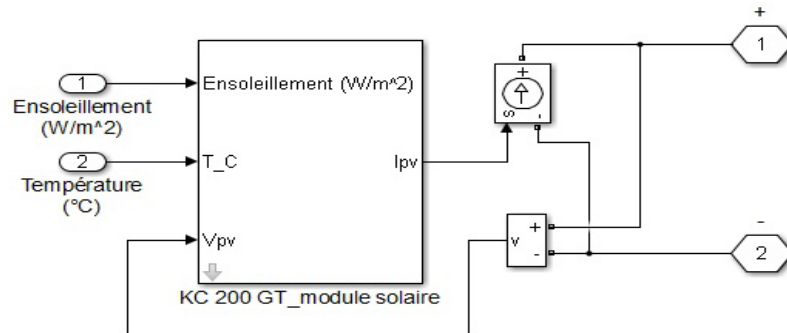 +
1
1
Ensoleillement (W/m^2)
+
Ensoleillement
(W/m^2)
s
-
2
T_C
Ipv
Température
(°C)
-
Vpv
v
+
-
2
KC 200 GT_module solaire